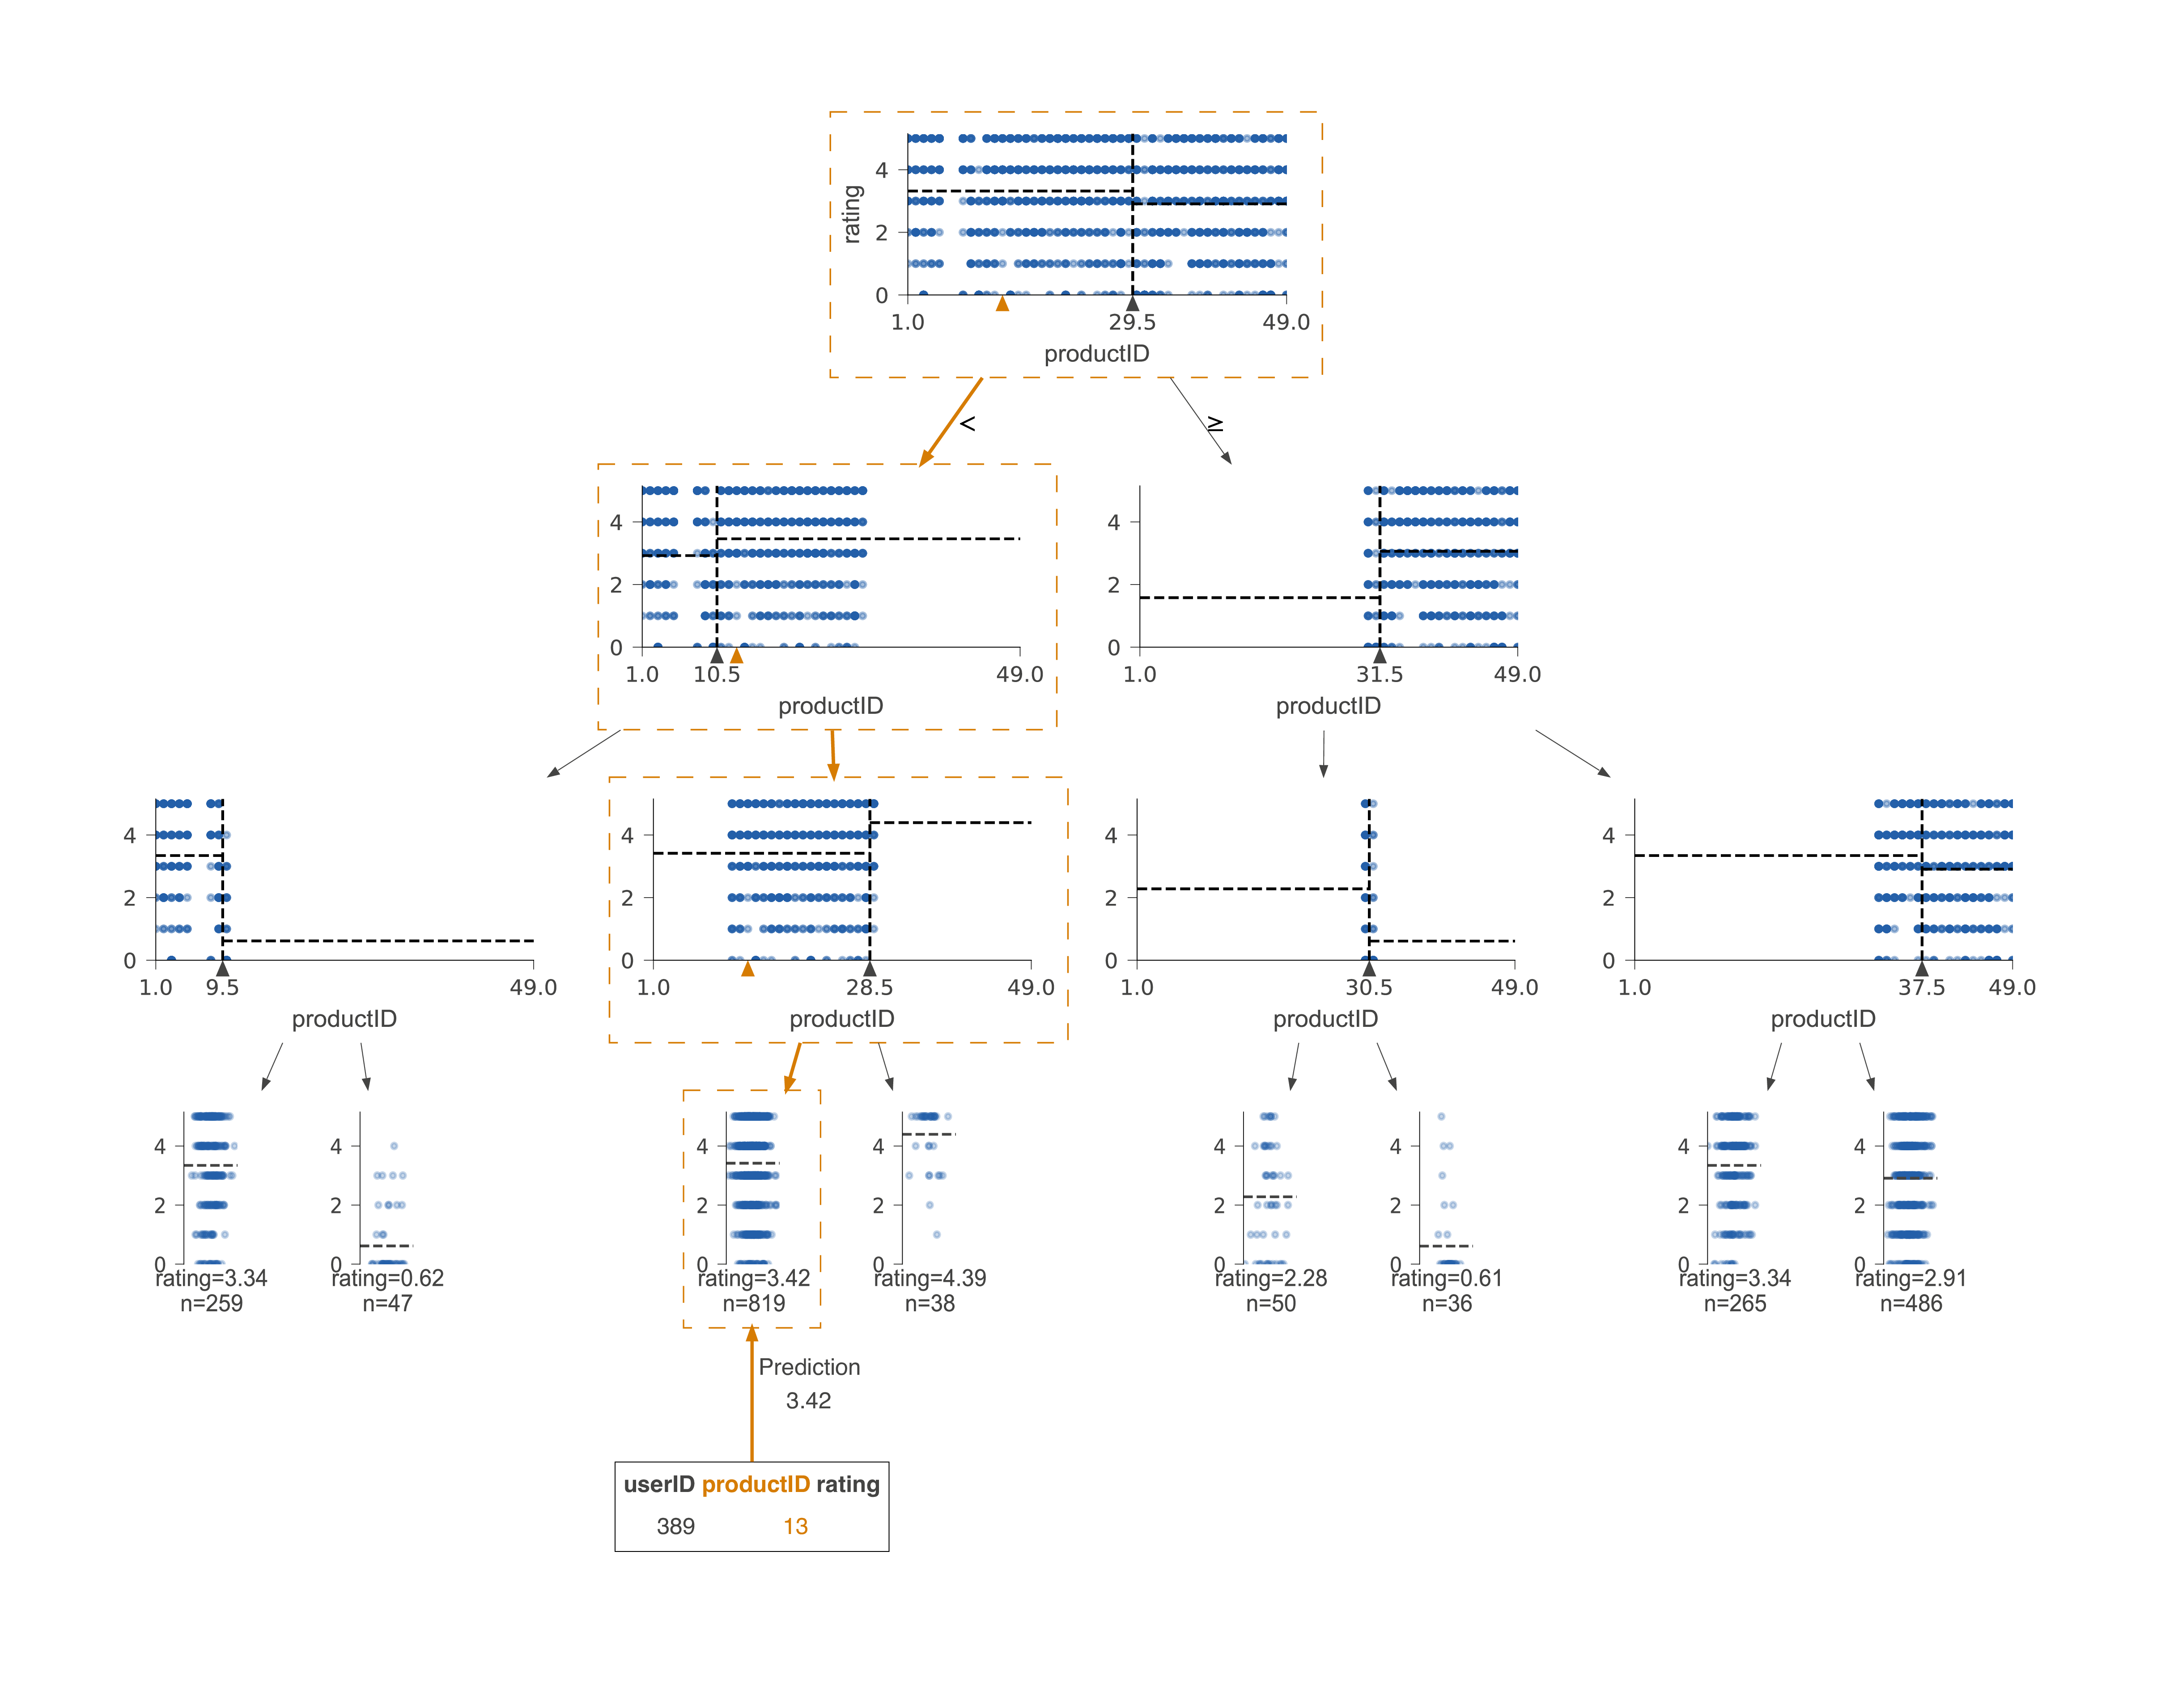 rating
4
2
0
1.0 29.5 49.0
productID
< ≥
4
2
0
1.0 10.5 49.0
productID
4
2
0
1.0 31.5 49.0
productID
4
2
0
1.0 9.5 49.0
productID
4
2
0
1.0 28.5 49.0
productID
4
2
0
1.0 30.5 49.0
productID
4
2
0
1.0 37.5 49.0
productID
4
2
0
rating=3.34
n=259
4
2
0
rating=0.62
n=47
4
2
0
rating=3.42
n=819
4
2
0
rating=4.39
n=38
4
2
0
rating=2.28
n=50
4
2
0
rating=0.61
n=36
4
2
0
rating=3.34
n=265
4
2
0
rating=2.91
n=486
Prediction
3.42
userID productID rating
389 13